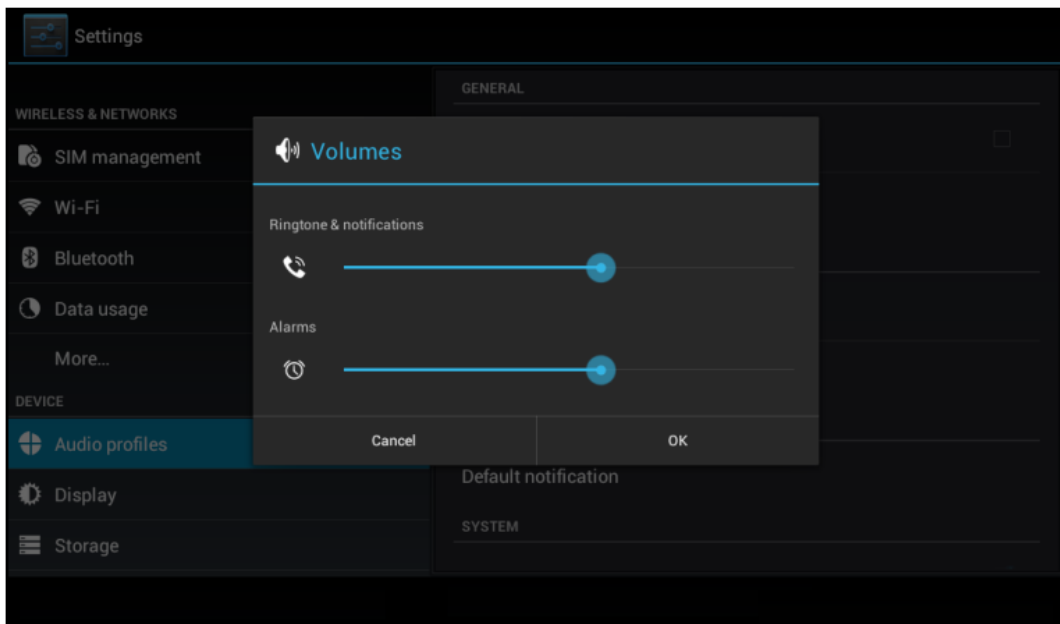 Settings
WIRELESS & NETWORKS
SIM management
Wi-Fi
Bluetooth
Data usage
More...
DEVICE
Audio profiles
Display
Storage
GENERAL
Volumes
Ringtone & notifications
Alarms
Cancel
OK
Default notification
SYSTEM